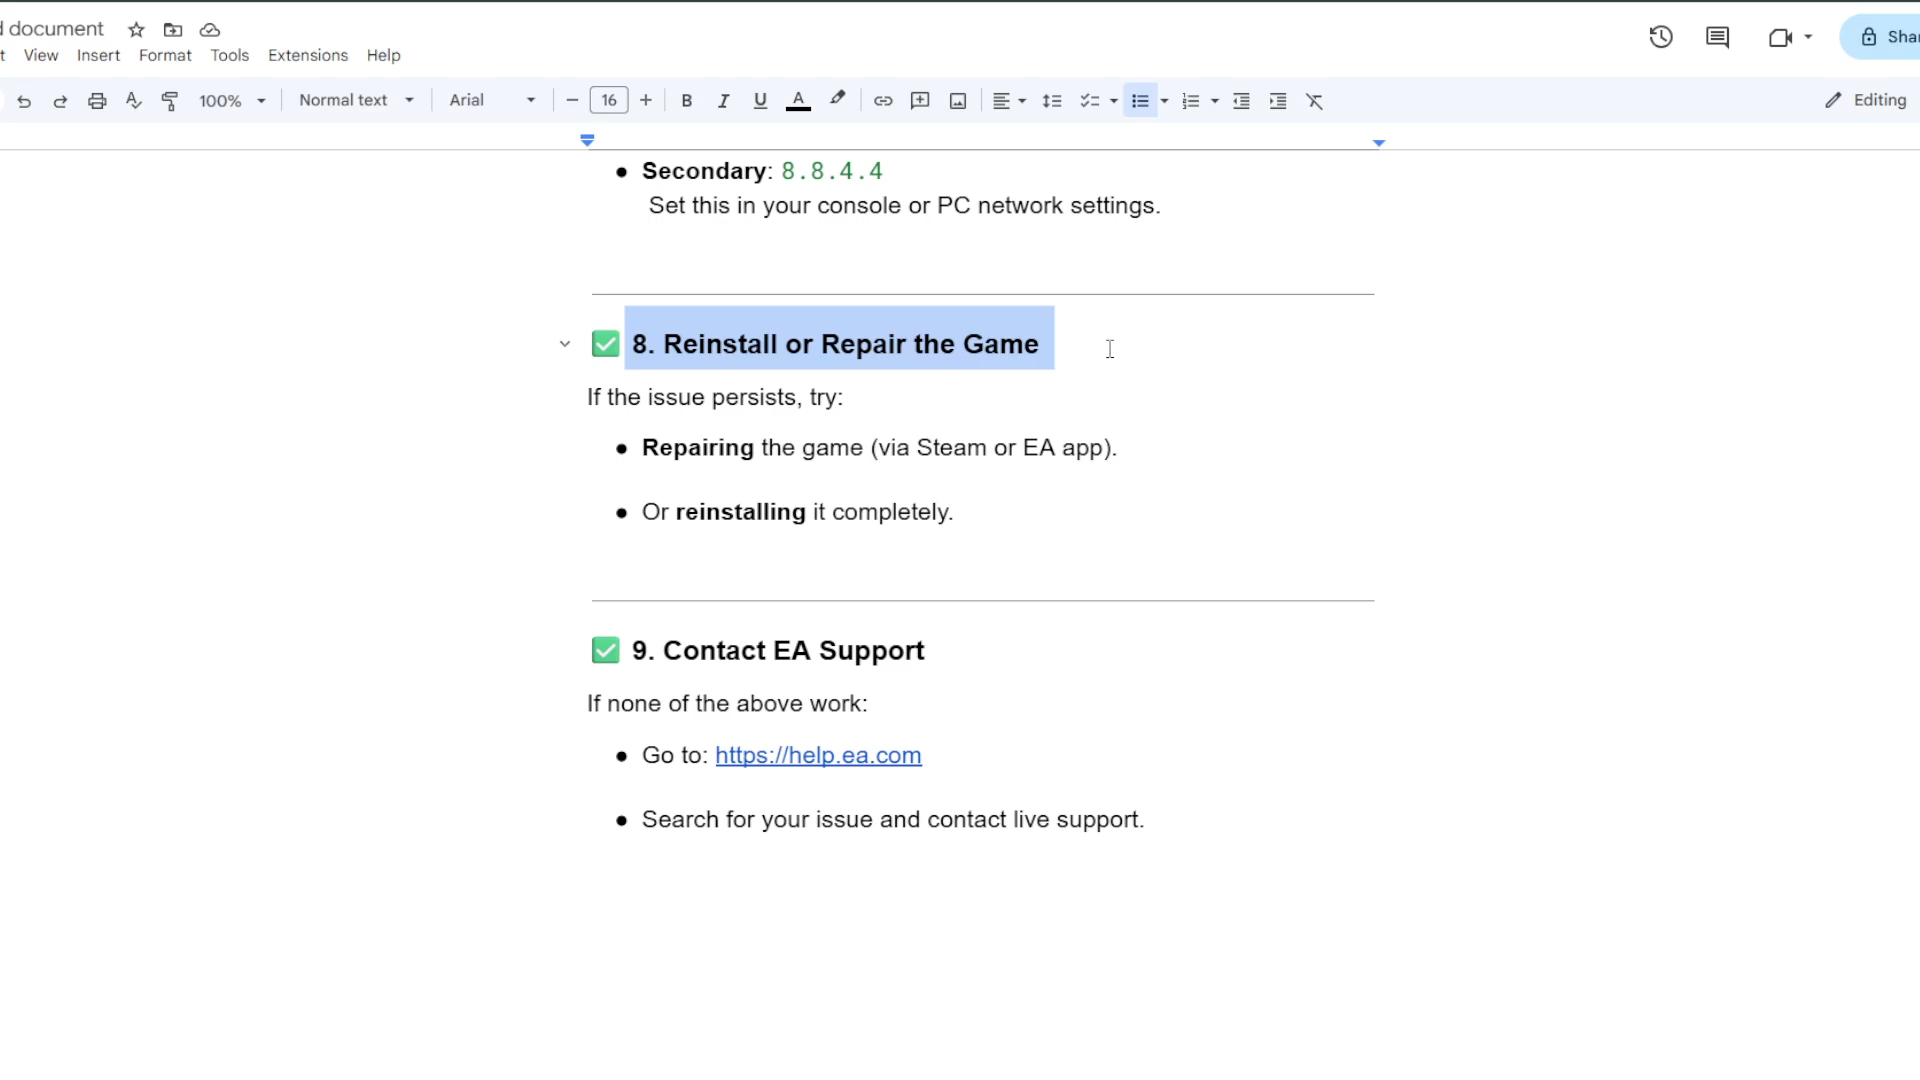 document
View Insert Format Tools Extensions Help
100% Normal text Arial 16 B I U A Editing
● Secondary: 8.8.4.4
Set this in your console or PC network settings.
✅ 8. Reinstall or Repair the Game
If the issue persists, try:
● Repairing the game (via Steam or EA app).
● Or reinstalling it completely.
✅ 9. Contact EA Support
If none of the above work:
● Go to: https://help.ea.com
● Search for your issue and contact live support.